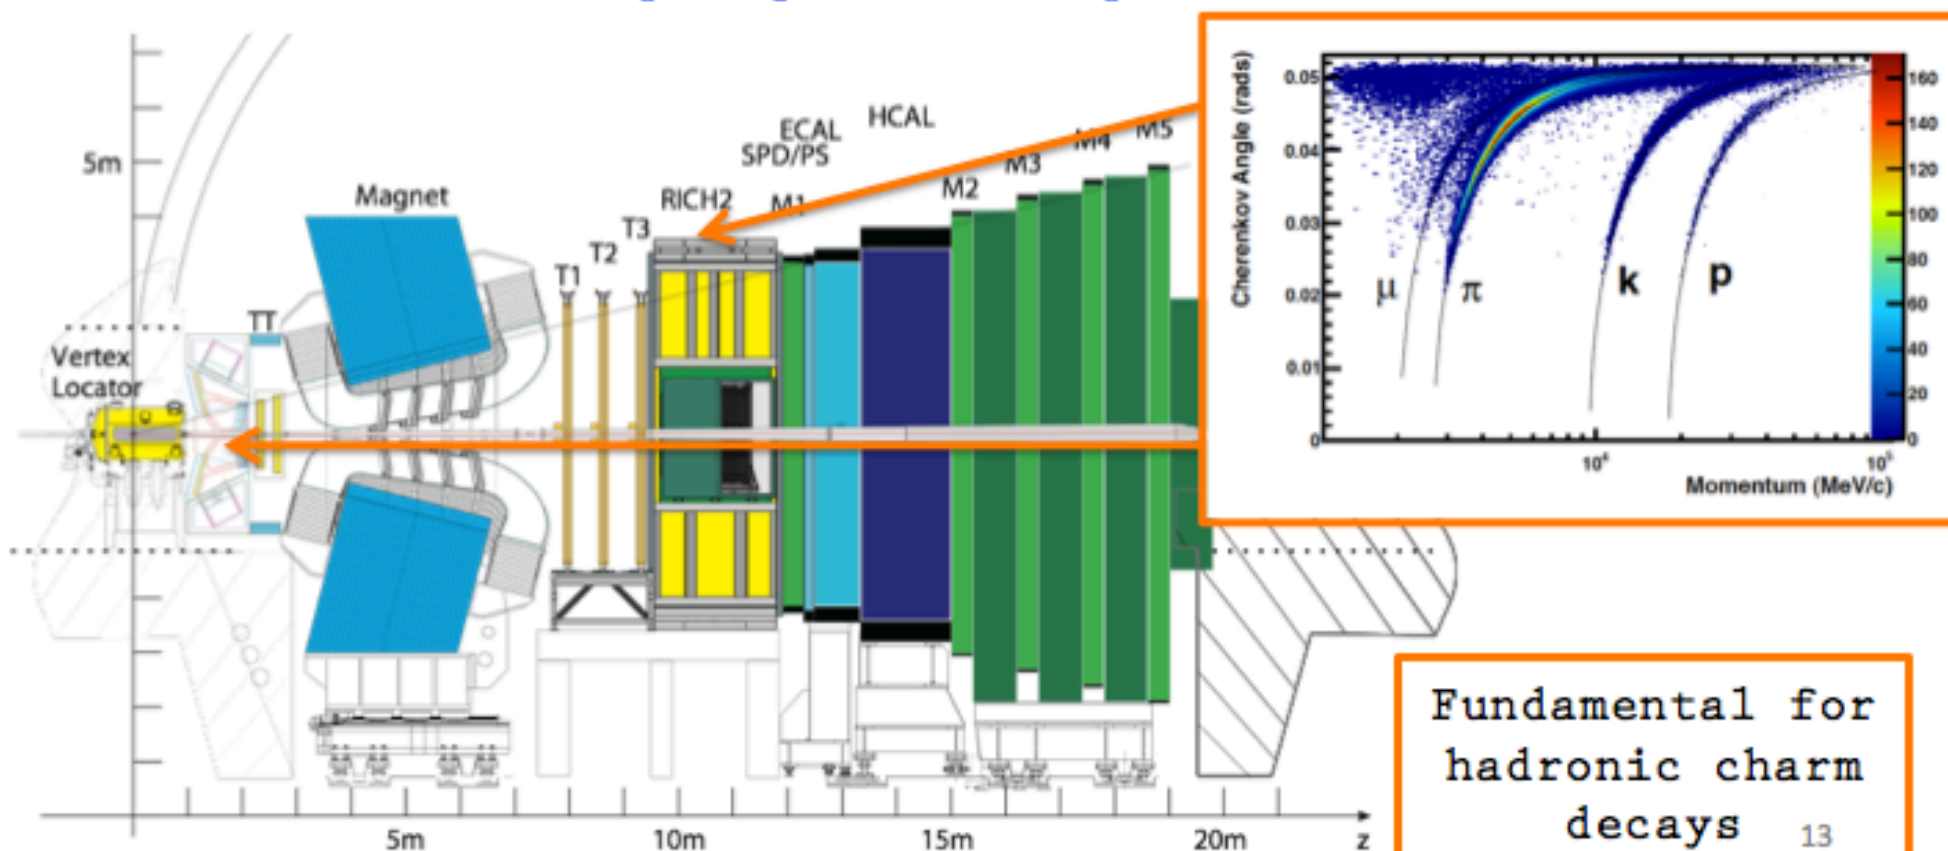 5m
Vertex
Locator
TT
Magnet
T1
T2
T3
RICH2
M1
SPD/PS
ECAL
HCAL
M2
M3
M4
M5
5m
10m
15m
20m
z
Cherenkov Angle (rads)
0.05
0.04
0.03
0.02
0.01
0
μ
π
k
p
10⁴
10⁵
Momentum (MeV/c)
160
140
120
100
80
60
40
20
0
Fundamental for
hadronic charm
decays
13